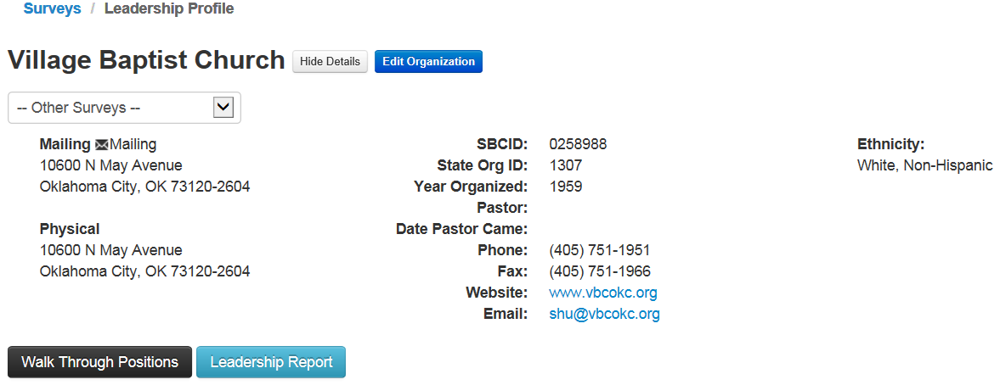 Surveys / Leadership Profile
Village Baptist Church Hide Details Edit Organization
-- Other Surveys --
Mailing Mailing
10600 N May Avenue
Oklahoma City, OK 73120-2604
Physical
10600 N May Avenue
Oklahoma City, OK 73120-2604
SBCID: 0258988
State Org ID: 1307
Year Organized: 1959
Pastor:
Date Pastor Came:
Phone: (405) 751-1951
Fax: (405) 751-1966
Website: www.vbcokc.org
Email: shu@vbcokc.org
Ethnicity:
White, Non-Hispanic
Walk Through Positions Leadership Report